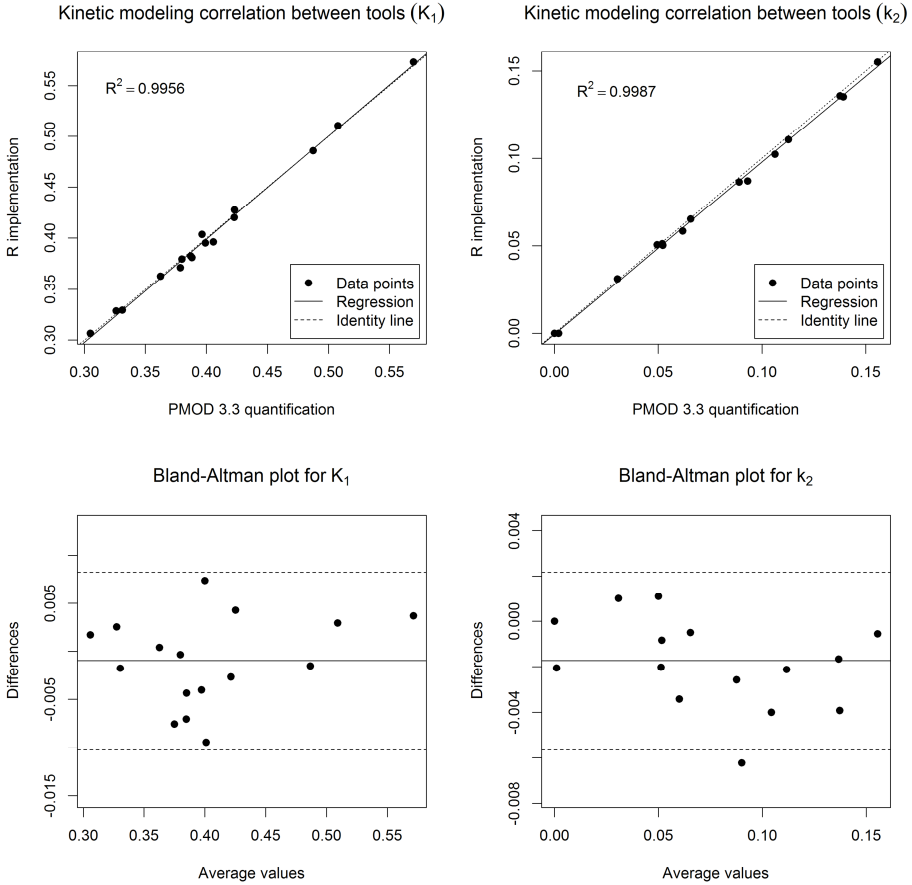 Kinetic modeling correlation between tools (K1)
R² = 0.9956
R implementation
0.30 0.35 0.40 0.45 0.55
Data points
Regression
Identity line
0.30 0.35 0.40 0.45 0.50 0.55
PMOD 3.3 quantification
Kinetic modeling correlation between tools (k2)
R² = 0.9987
R implementation
0.00 0.05 0.10 0.15
Data points
Regression
Identity line
0.00 0.05 0.10 0.15
PMOD 3.3 quantification
Bland-Altman plot for K1
Differences
-0.015 -0.005 0.005
0.30 0.35 0.40 0.45 0.50 0.55
Average values
Bland-Altman plot for k2
Differences
-0.008 -0.004 0.000 0.004
0.00 0.05 0.10 0.15
Average values